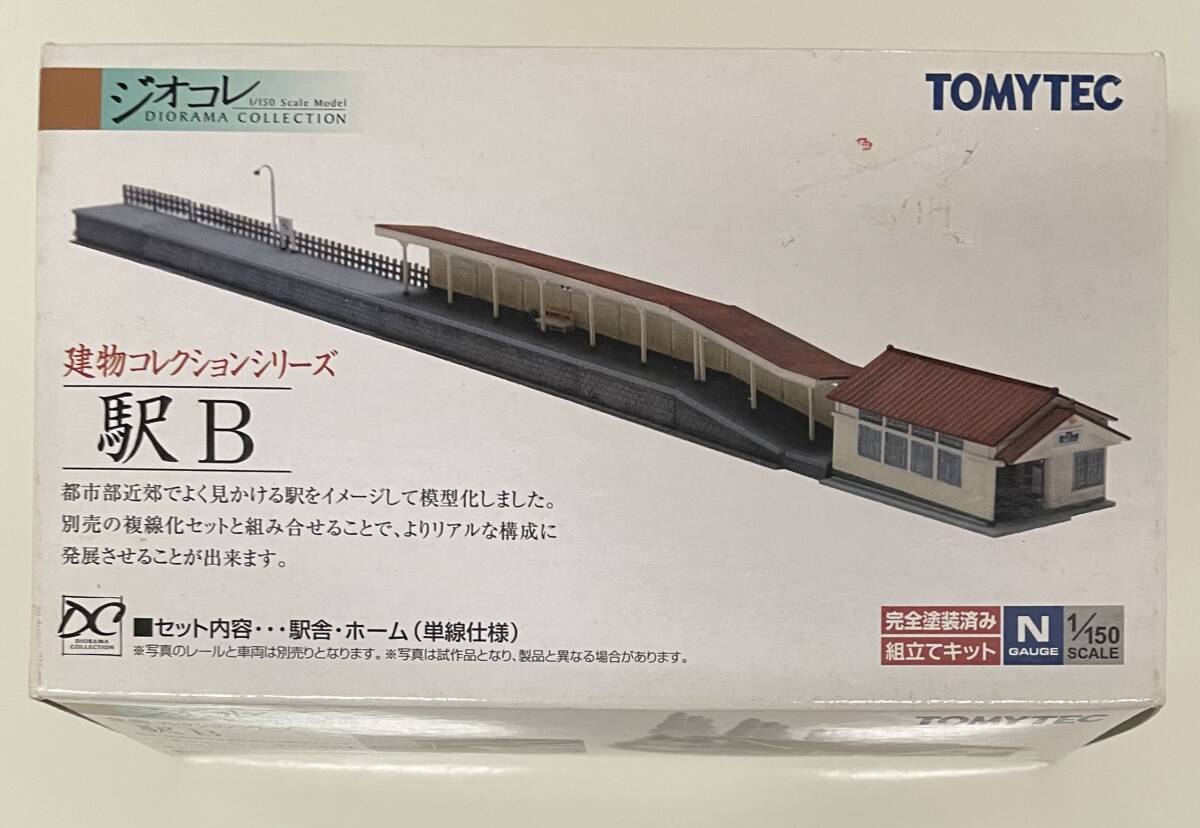 ジオコレ
1/150 Scale Model
DIORAMA COLLECTION
TOMYTEC
建物コレクションシリーズ
駅B
都市部近郊でよく見かける駅をイメージして模型化しました。
別売の複線化セットと組み合せることで、よりリアルな構成に
発展させることが出来ます。
DC
DIORAMA
COLLECTION
■セット内容・・・駅舎・ホーム(単線仕様)
※写真のレールと車両は別売りとなります。※写真は試作品となり、製品と異なる場合があります。
完全塗装済み
組立てキット
N
GAUGE
1/150
SCALE
駅B
TOMYTEC